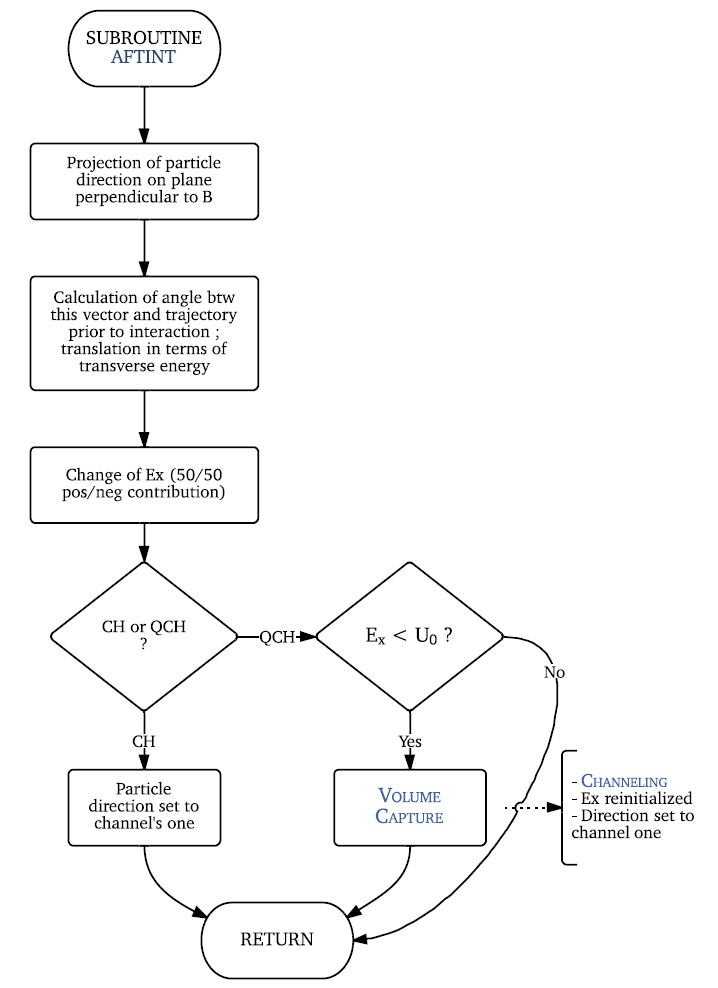 SUBROUTINE
AFTINT
Projection of particle
direction on plane
perpendicular to B
Calculation of angle btw
this vector and trajectory
prior to interaction ;
translation in terms of
transverse energy
Change of Ex (50/50
pos/neg contribution)
CH or QCH
?
QCH
Eₓ < U₀ ?
No
CH
Yes
Particle
direction set to
channel's one
VOLUME
CAPTURE
- CHANNELING
- Ex reinitialized
- Direction set to
channel one
RETURN